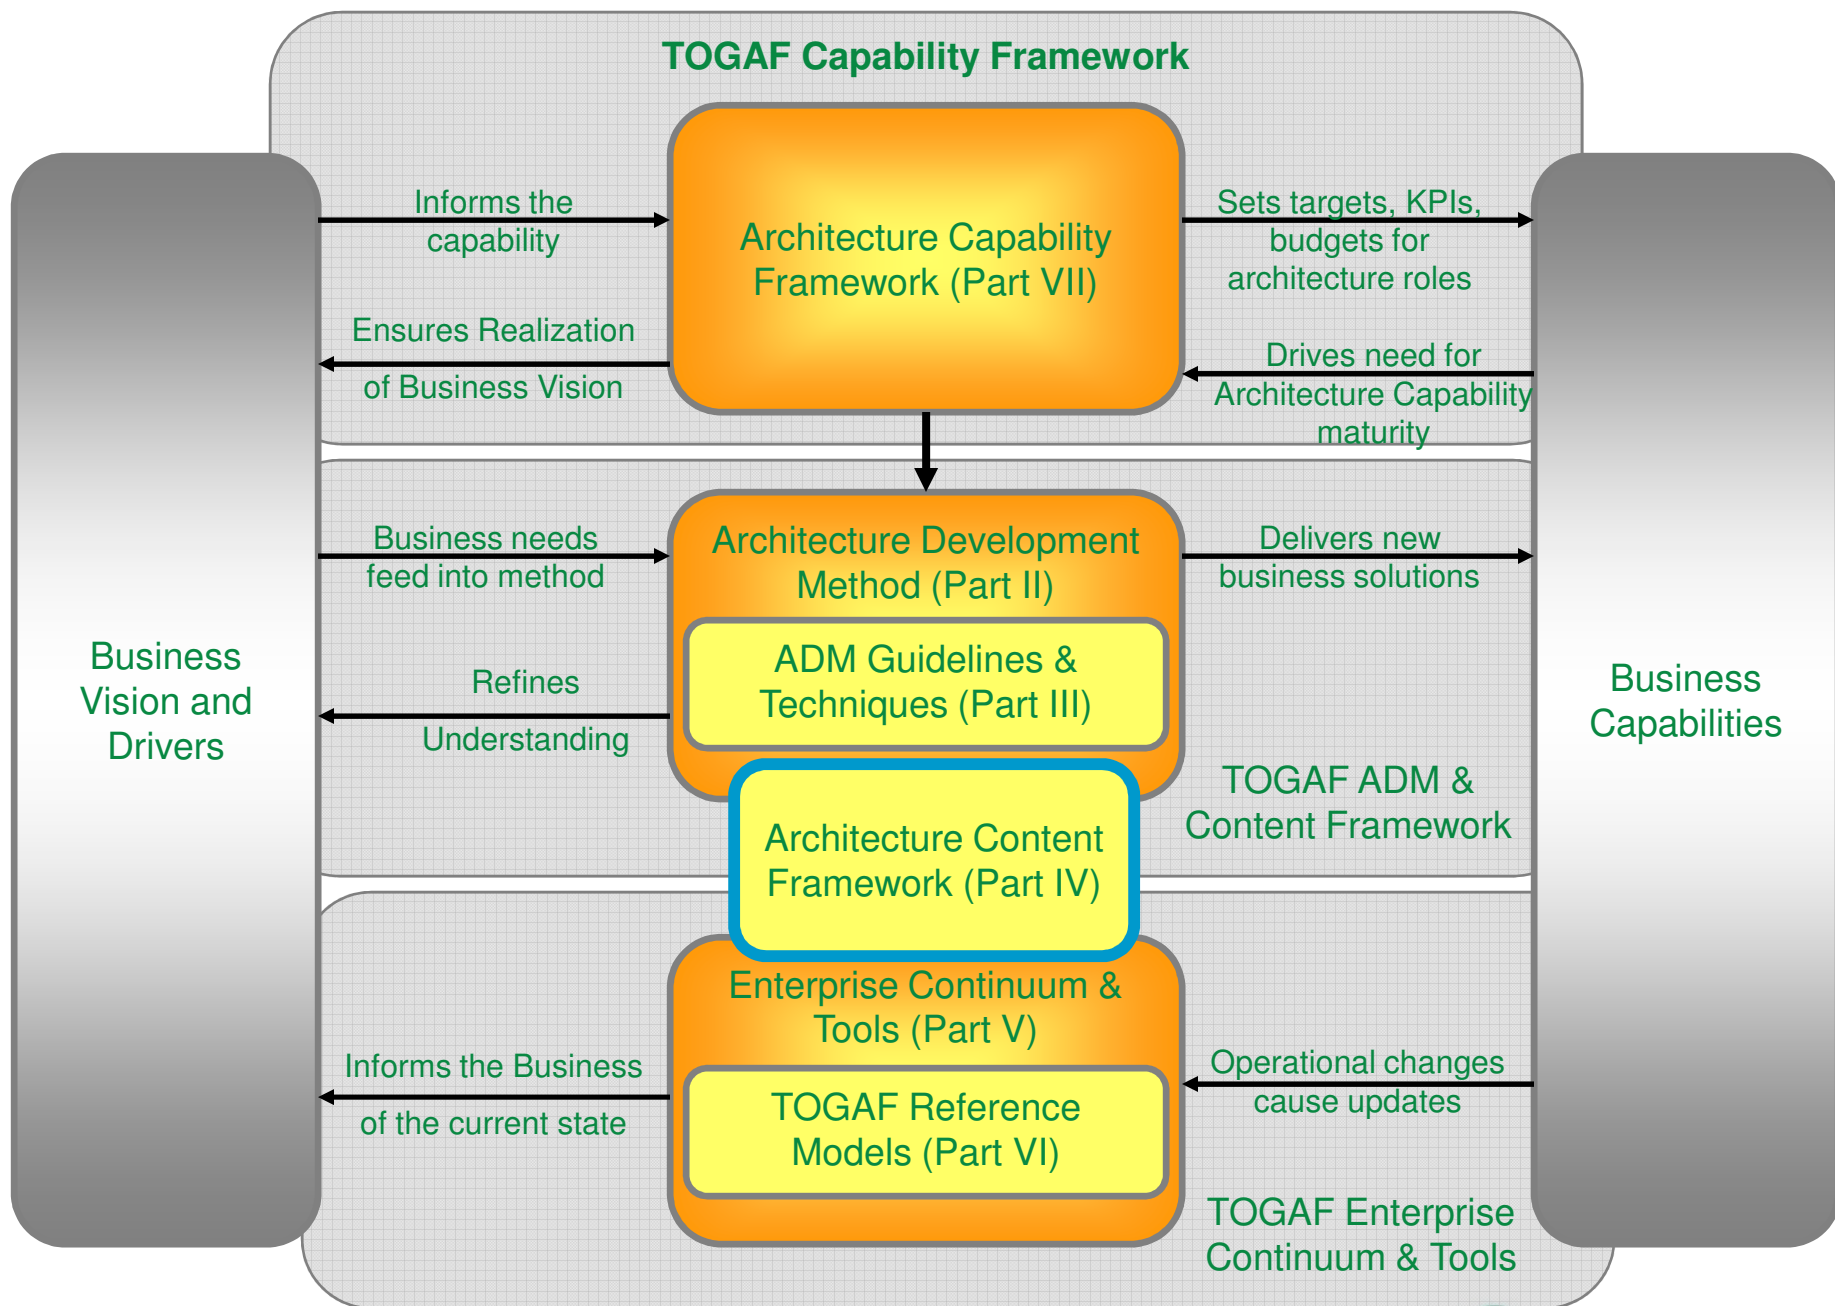 TOGAF Capability Framework
Informs the
capability
Ensures Realization
of Business Vision
Architecture Capability
Framework (Part VII)
Sets targets, KPIs,
budgets for
architecture roles
Drives need for
Architecture Capability
maturity
Business
Vision and
Drivers
Business needs
feed into method
Refines
Understanding
Architecture Development
Method (Part II)
ADM Guidelines &
Techniques (Part III)
Architecture Content
Framework (Part IV)
Delivers new
business solutions
TOGAF ADM &
Content Framework
Business
Capabilities
Informs the Business
of the current state
Enterprise Continuum &
Tools (Part V)
TOGAF Reference
Models (Part VI)
Operational changes
cause updates
TOGAF Enterprise
Continuum & Tools